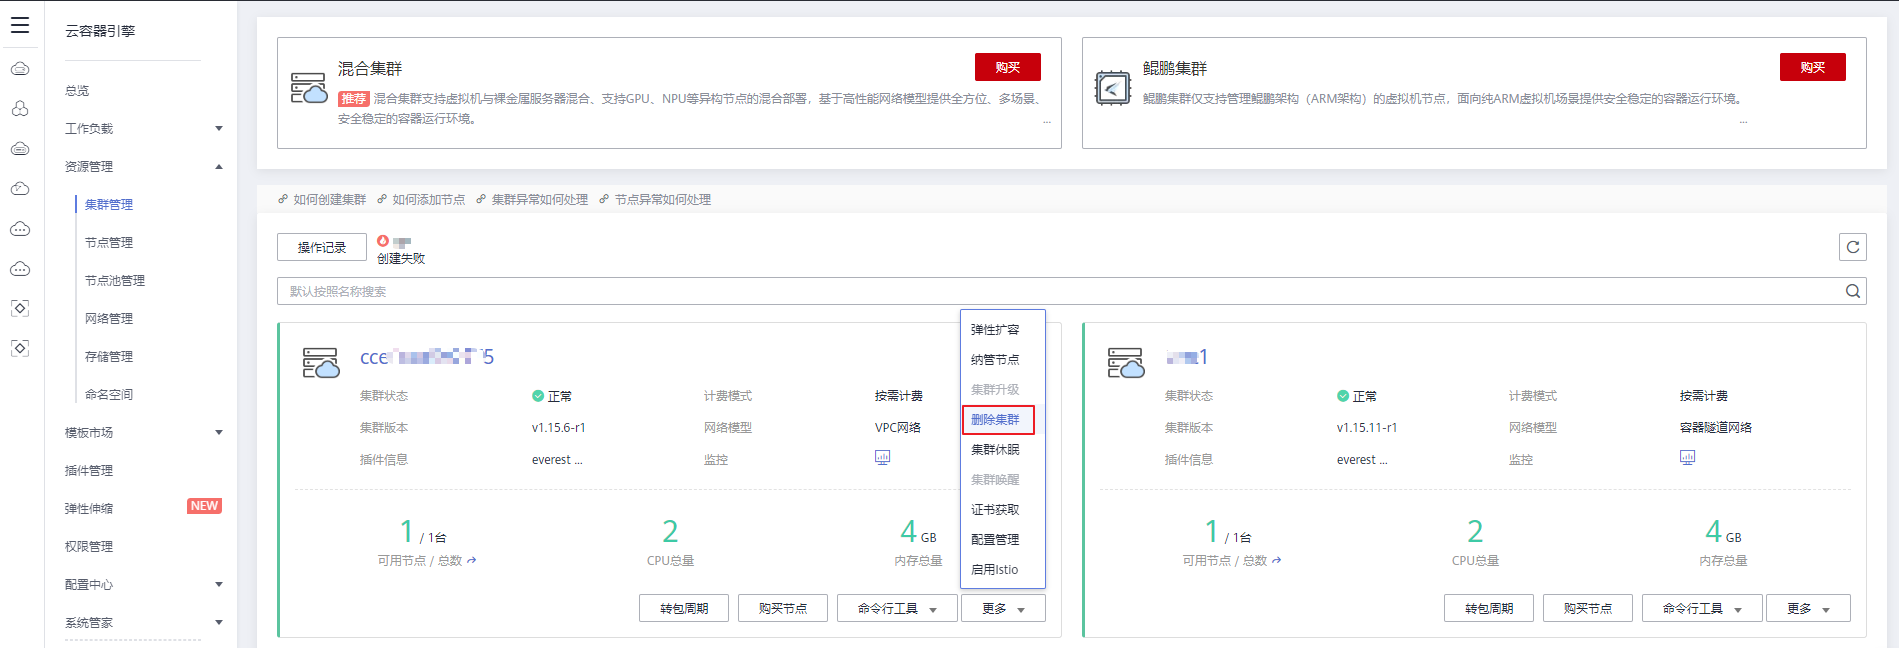 云容器引擎
总览
工作负载
资源管理
集群管理
节点管理
节点池管理
网络管理
存储管理
命名空间
模板市场
插件管理
弹性伸缩 NEW
权限管理
配置中心
系统管家
混合集群
购买
推荐 混合集群支持虚拟机与裸金属服务器混合、支持GPU、NPU等异构节点的混合部署，基于高性能网络模型提供全方位、多场景、
安全稳定的容器运行环境。
...
鲲鹏集群
购买
鲲鹏集群仅支持管理鲲鹏架构（ARM架构）的虚拟机节点，面向纯ARM虚拟机场景提供安全稳定的容器运行环境。
...
如何创建集群 如何添加节点 集群异常如何处理 节点异常如何处理
操作记录
创建失败
默认按照名称搜索
cce 5
集群状态 正常 计费模式 按需计费
集群版本 v1.15.6-r1 网络模型 VPC网络
插件信息 everest ... 监控
1 / 1台 2 4 GB
可用节点 / 总数 CPU总量 内存总量
转包周期 购买节点 命令行工具 更多
弹性扩容
纳管节点
集群升级
删除集群
集群休眠
集群唤醒
证书获取
配置管理
启用Istio
1
集群状态 正常 计费模式 按需计费
集群版本 v1.15.11-r1 网络模型 容器隧道网络
插件信息 everest ... 监控
1 / 1台 2 4 GB
可用节点 / 总数 CPU总量 内存总量
转包周期 购买节点 命令行工具 更多